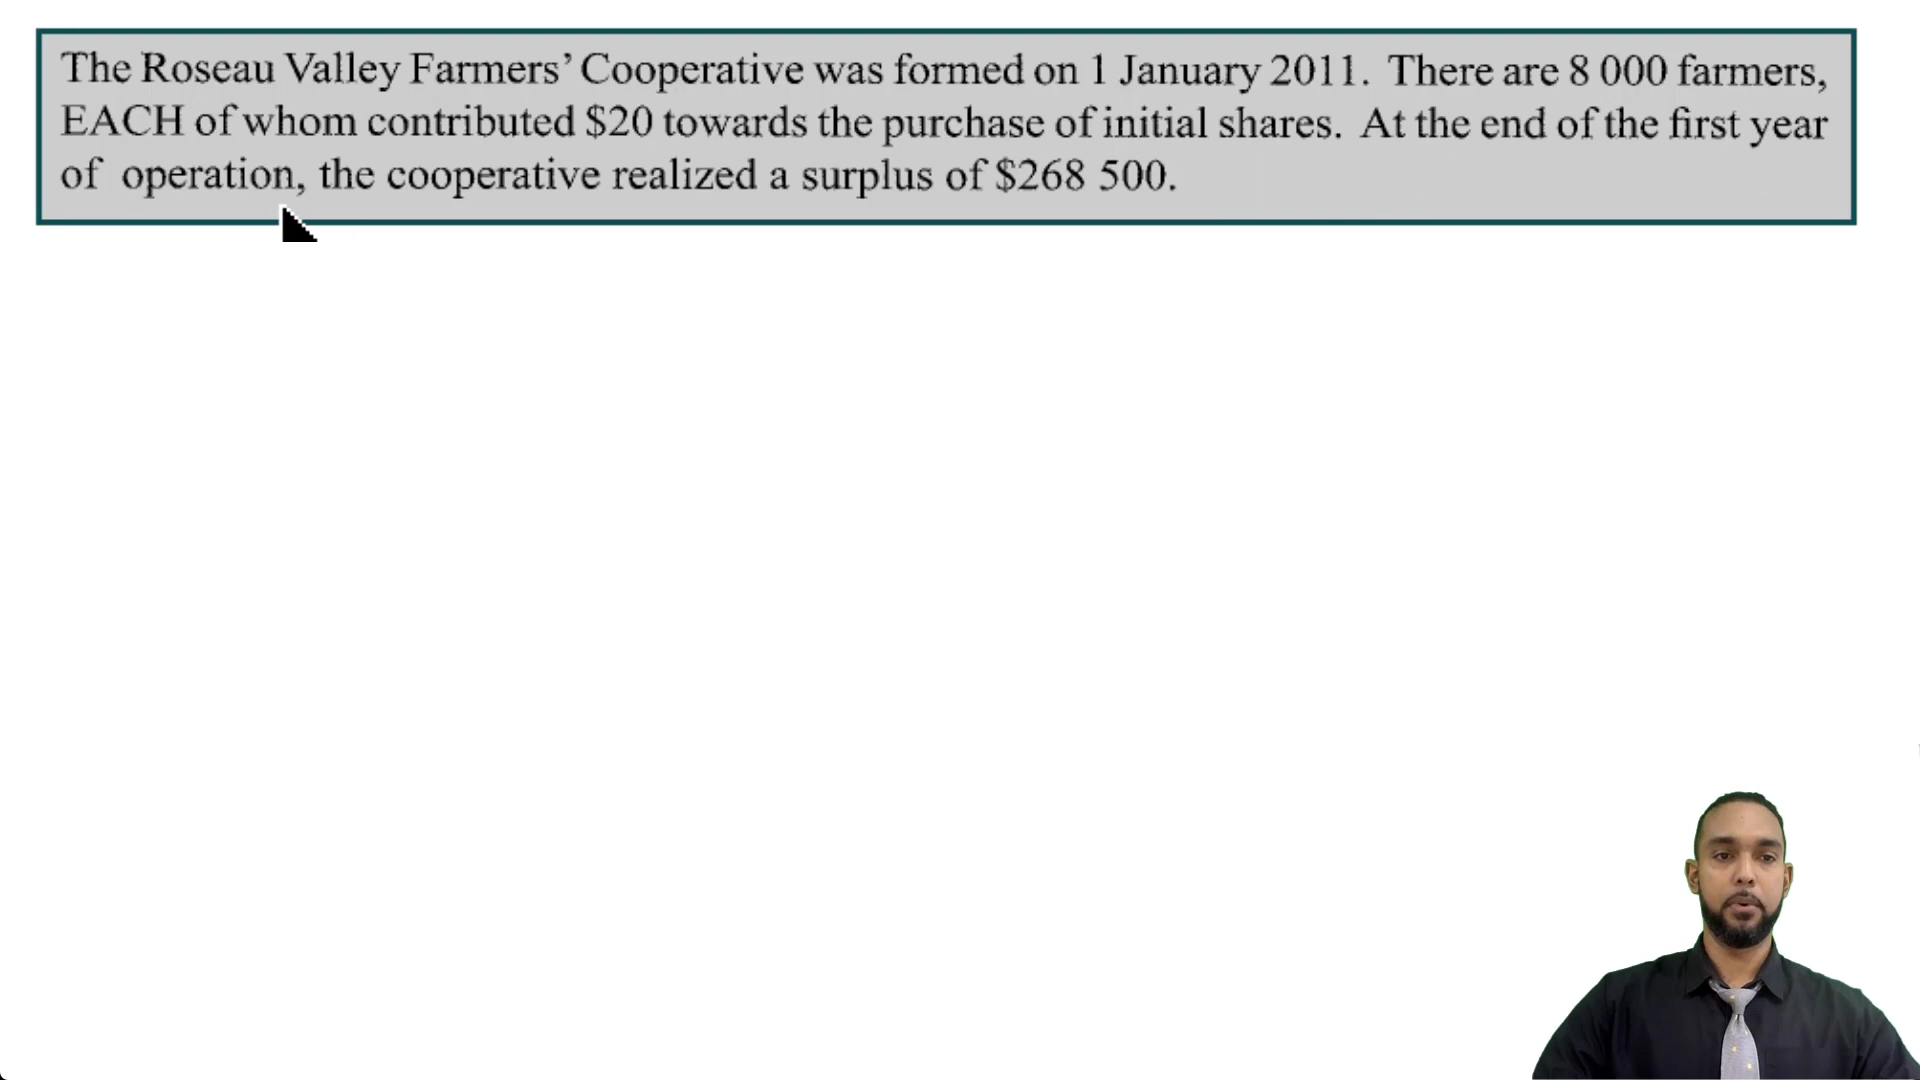 The Roseau Valley Farmers’ Cooperative was formed on 1 January 2011. There are 8 000 farmers,
EACH of whom contributed $20 towards the purchase of initial shares. At the end of the first year
of operation, the cooperative realized a surplus of $268 500.